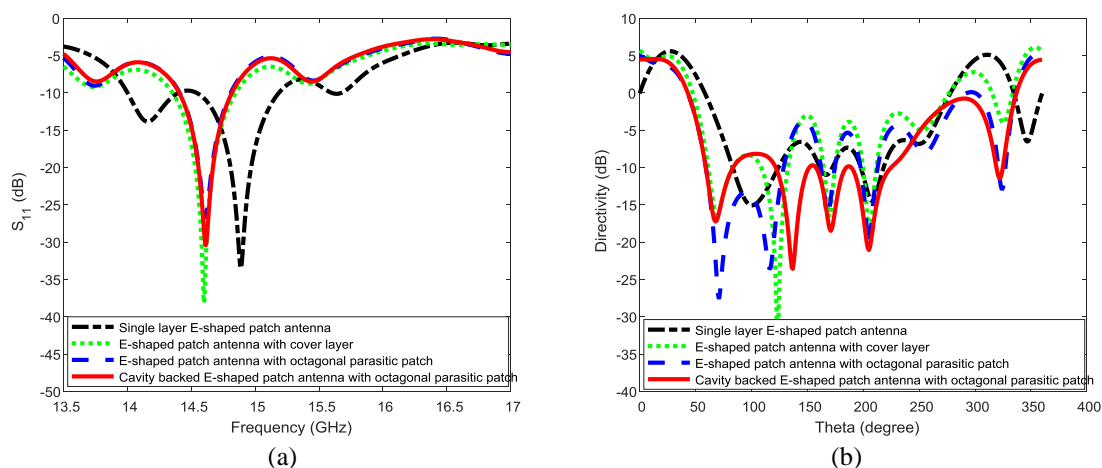 0
-5
-10
-15
-20
-25
-30
-35
-40
-45
-50
S11 (dB)
Single layer E-shaped patch antenna
E-shaped patch antenna with cover layer
E-shaped patch antenna with octagonal parasitic patch
Cavity backed E-shaped patch antenna with octagonal parasitic patch
13.5 14 14.5 15 15.5 16 16.5 17
Frequency (GHz)
(a)
10
5
0
-5
-10
-15
-20
-25
-30
-35
-40
Directivity (dB)
Single layer E-shaped patch antenna
E-shaped patch antenna with cover layer
E-shaped patch antenna with octagonal parasitic patch
Cavity backed E-shaped patch antenna with octagonal parasitic patch
0 50 100 150 200 250 300 350 400
Theta (degree)
(b)